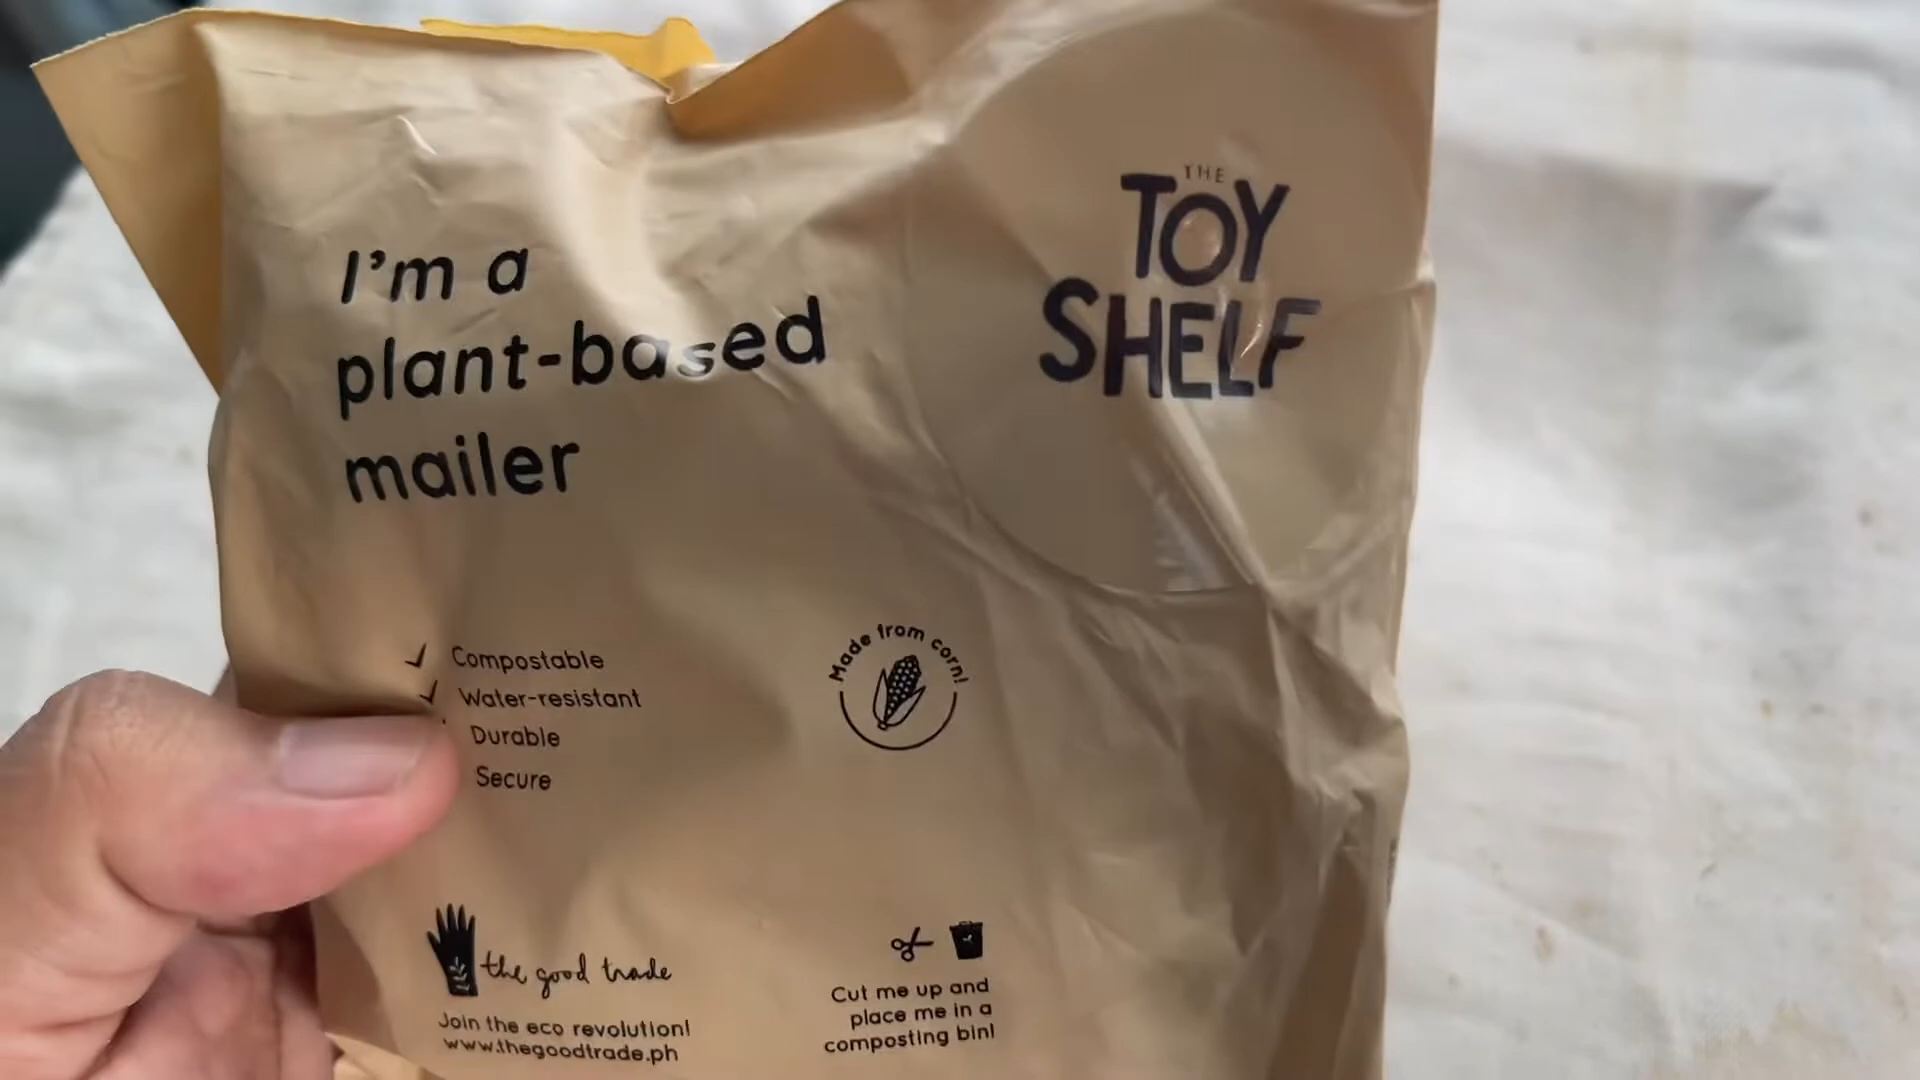 THE
TOY
SHELF
I'm a
plant-based
mailer
Compostable
Water-resistant
Durable
Secure
Made from corn!
the good trade
Join the eco revolution!
www.thegoodtrade.ph
Cut me up and
place me in a
composting bin!